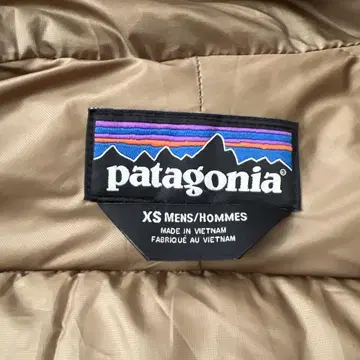 patagonia®
XS MENS/HOMMES
MADE IN VIETNAM
FABRIQUÉ AU VIETNAM